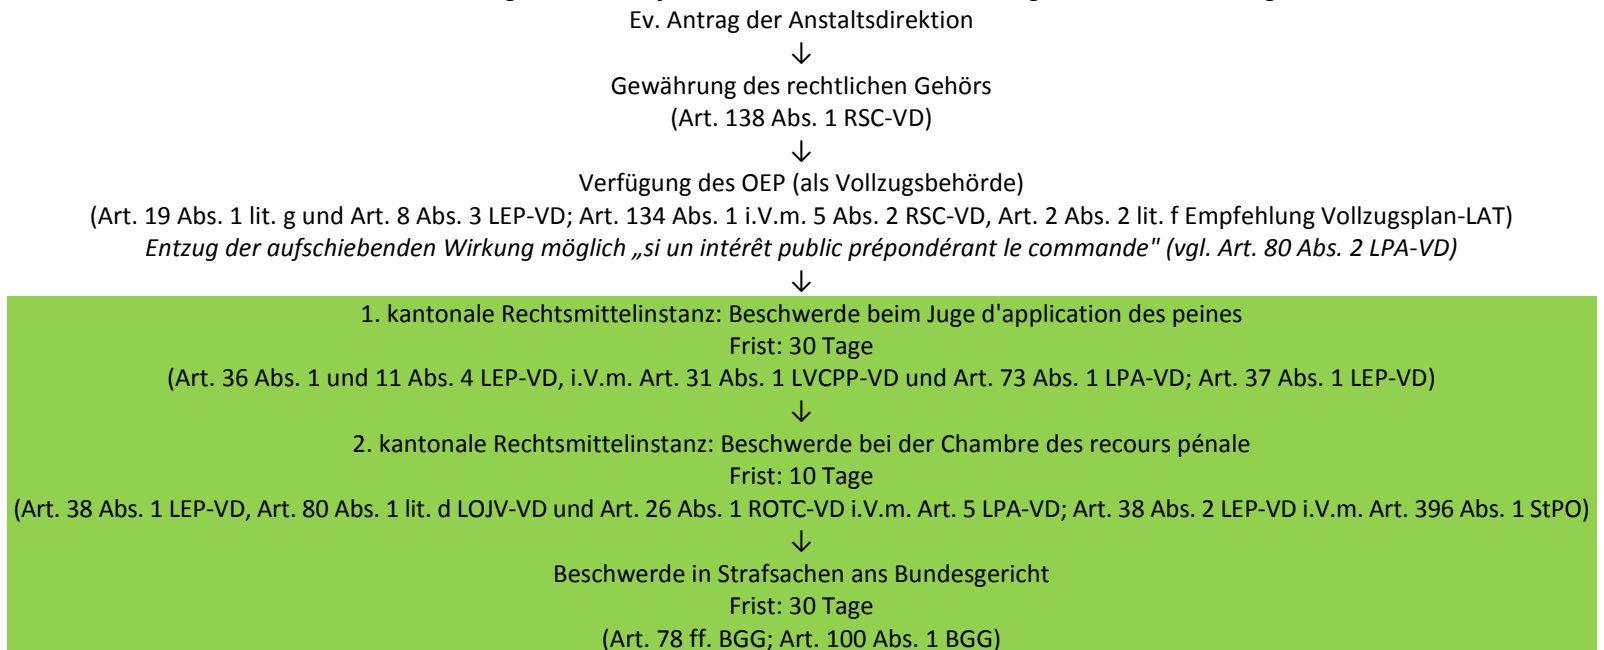 Ev. Antrag der Anstaltsdirektion
↓
Gewährung des rechtlichen Gehörs
(Art. 138 Abs. 1 RSC-VD)
↓
Verfügung des OEP (als Vollzugsbehörde)
(Art. 19 Abs. 1 lit. g und Art. 8 Abs. 3 LEP-VD; Art. 134 Abs. 1 i.V.m. 5 Abs. 2 RSC-VD, Art. 2 Abs. 2 lit. f Empfehlung Vollzugsplan-LAT)
Entzug der aufschiebenden Wirkung möglich „si un intérêt public prépondérant le commande" (vgl. Art. 80 Abs. 2 LPA-VD)
↓
1. kantonale Rechtsmittelinstanz: Beschwerde beim Juge d'application des peines
Frist: 30 Tage
(Art. 36 Abs. 1 und 11 Abs. 4 LEP-VD, i.V.m. Art. 31 Abs. 1 LVCPP-VD und Art. 73 Abs. 1 LPA-VD; Art. 37 Abs. 1 LEP-VD)
↓
2. kantonale Rechtsmittelinstanz: Beschwerde bei der Chambre des recours pénale
Frist: 10 Tage
(Art. 38 Abs. 1 LEP-VD, Art. 80 Abs. 1 lit. d LOJV-VD und Art. 26 Abs. 1 ROTC-VD i.V.m. Art. 5 LPA-VD; Art. 38 Abs. 2 LEP-VD i.V.m. Art. 396 Abs. 1 StPO)
↓
Beschwerde in Strafsachen ans Bundesgericht
Frist: 30 Tage
(Art. 78 ff. BGG; Art. 100 Abs. 1 BGG)